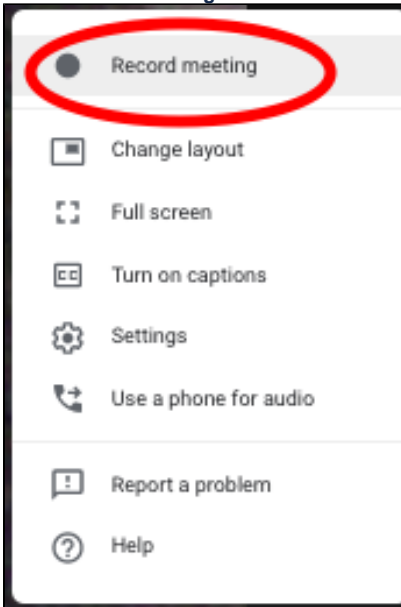 Record meeting
Change layout
Full screen
Turn on captions
Settings
Use a phone for audio
Report a problem
Help